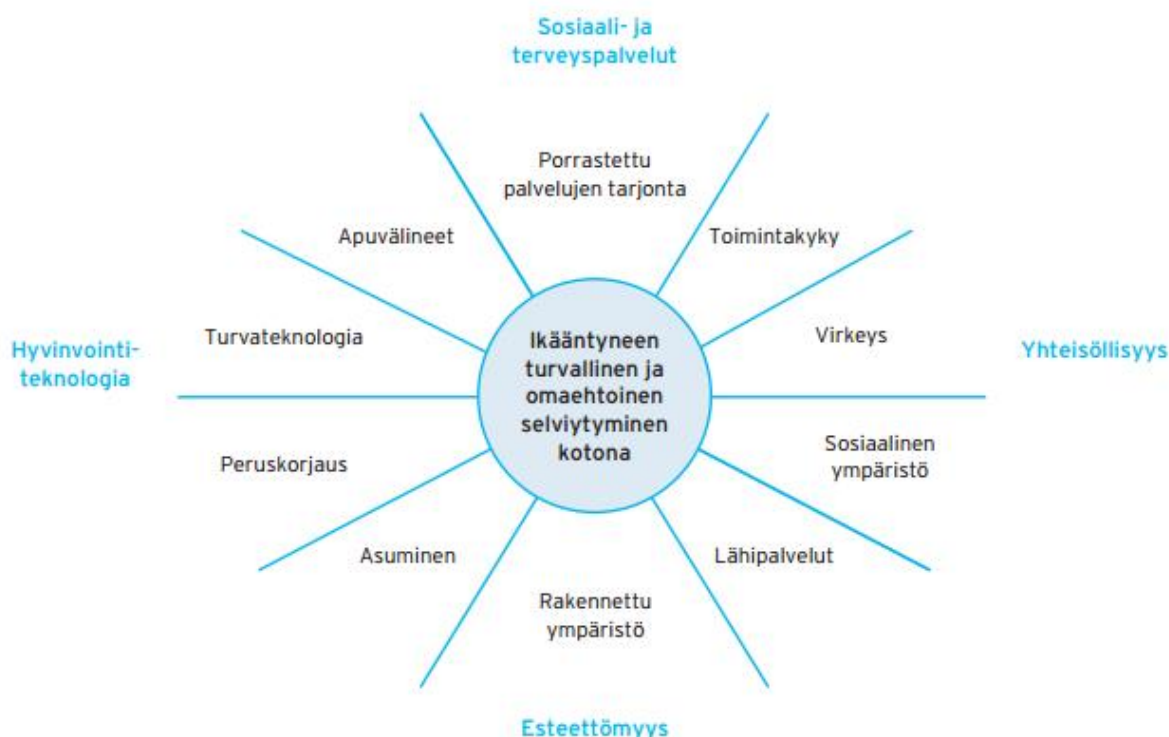 Sosiaali- ja
terveyspalvelut
Porrastettu
palvelujen tarjonta
Apuvälineet
Toimintakyky
Turvateknologia
Virkeys
Hyvinvointi-
teknologia
Ikääntyneen
turvallinen ja
omaehtoinen
selviytyminen
kotona
Yhteisöllisyys
Peruskorjaus
Sosiaalinen
ympäristö
Asuminen
Lähipalvelut
Rakennettu
ympäristö
Esteettömyys